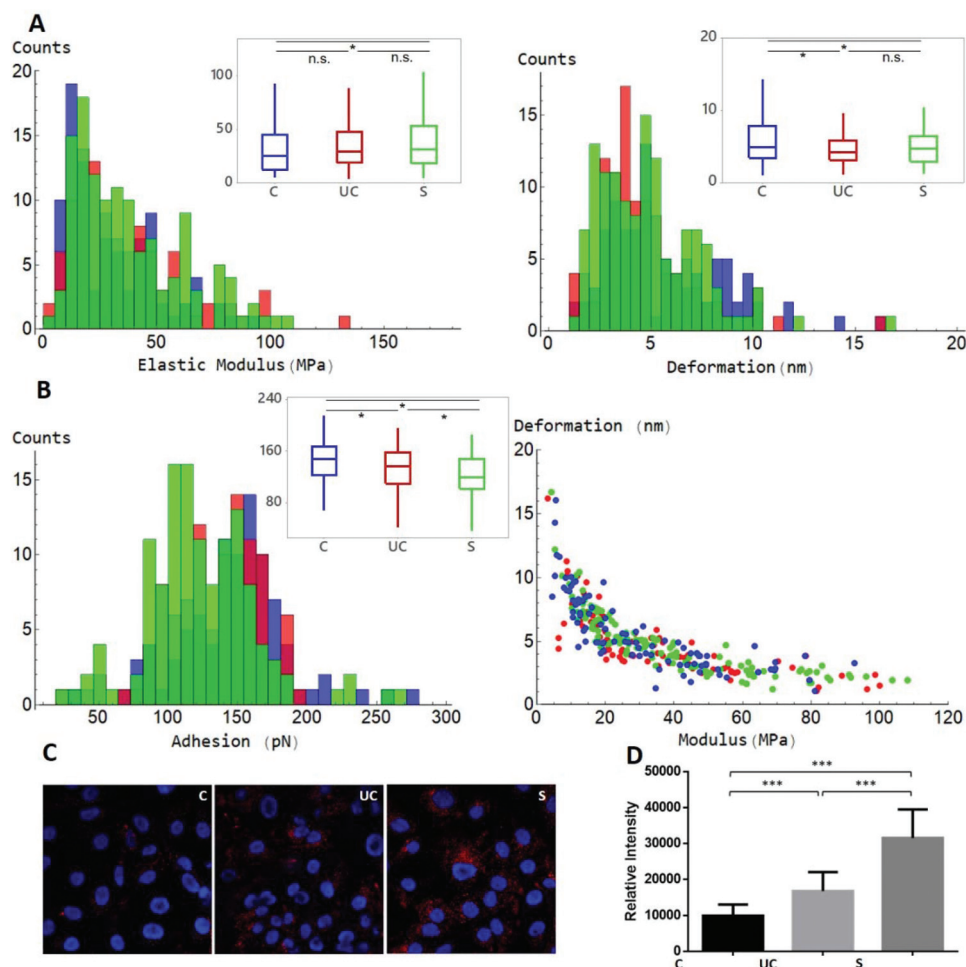 A
Counts
20
15
10
5
0
0
50
100
150
Elastic Modulus(MPa)
100
50
0
*
n.s.
n.s.
C
UC
S
Counts
20
15
10
5
0
0
5
10
15
20
Deformation(nm)
20
10
0
*
*
n.s.
C
UC
S
B
Counts
15
10
5
0
50
100
150
200
250
300
Adhesion (pN)
240
160
80
*
*
*
C
UC
S
Deformation (nm)
20
15
10
5
0
0
20
40
60
80
100
120
Modulus(MPa)
C
C
UC
S
D
Relative Intensity
50000
40000
30000
20000
10000
0
***
***
***
C
UC
S